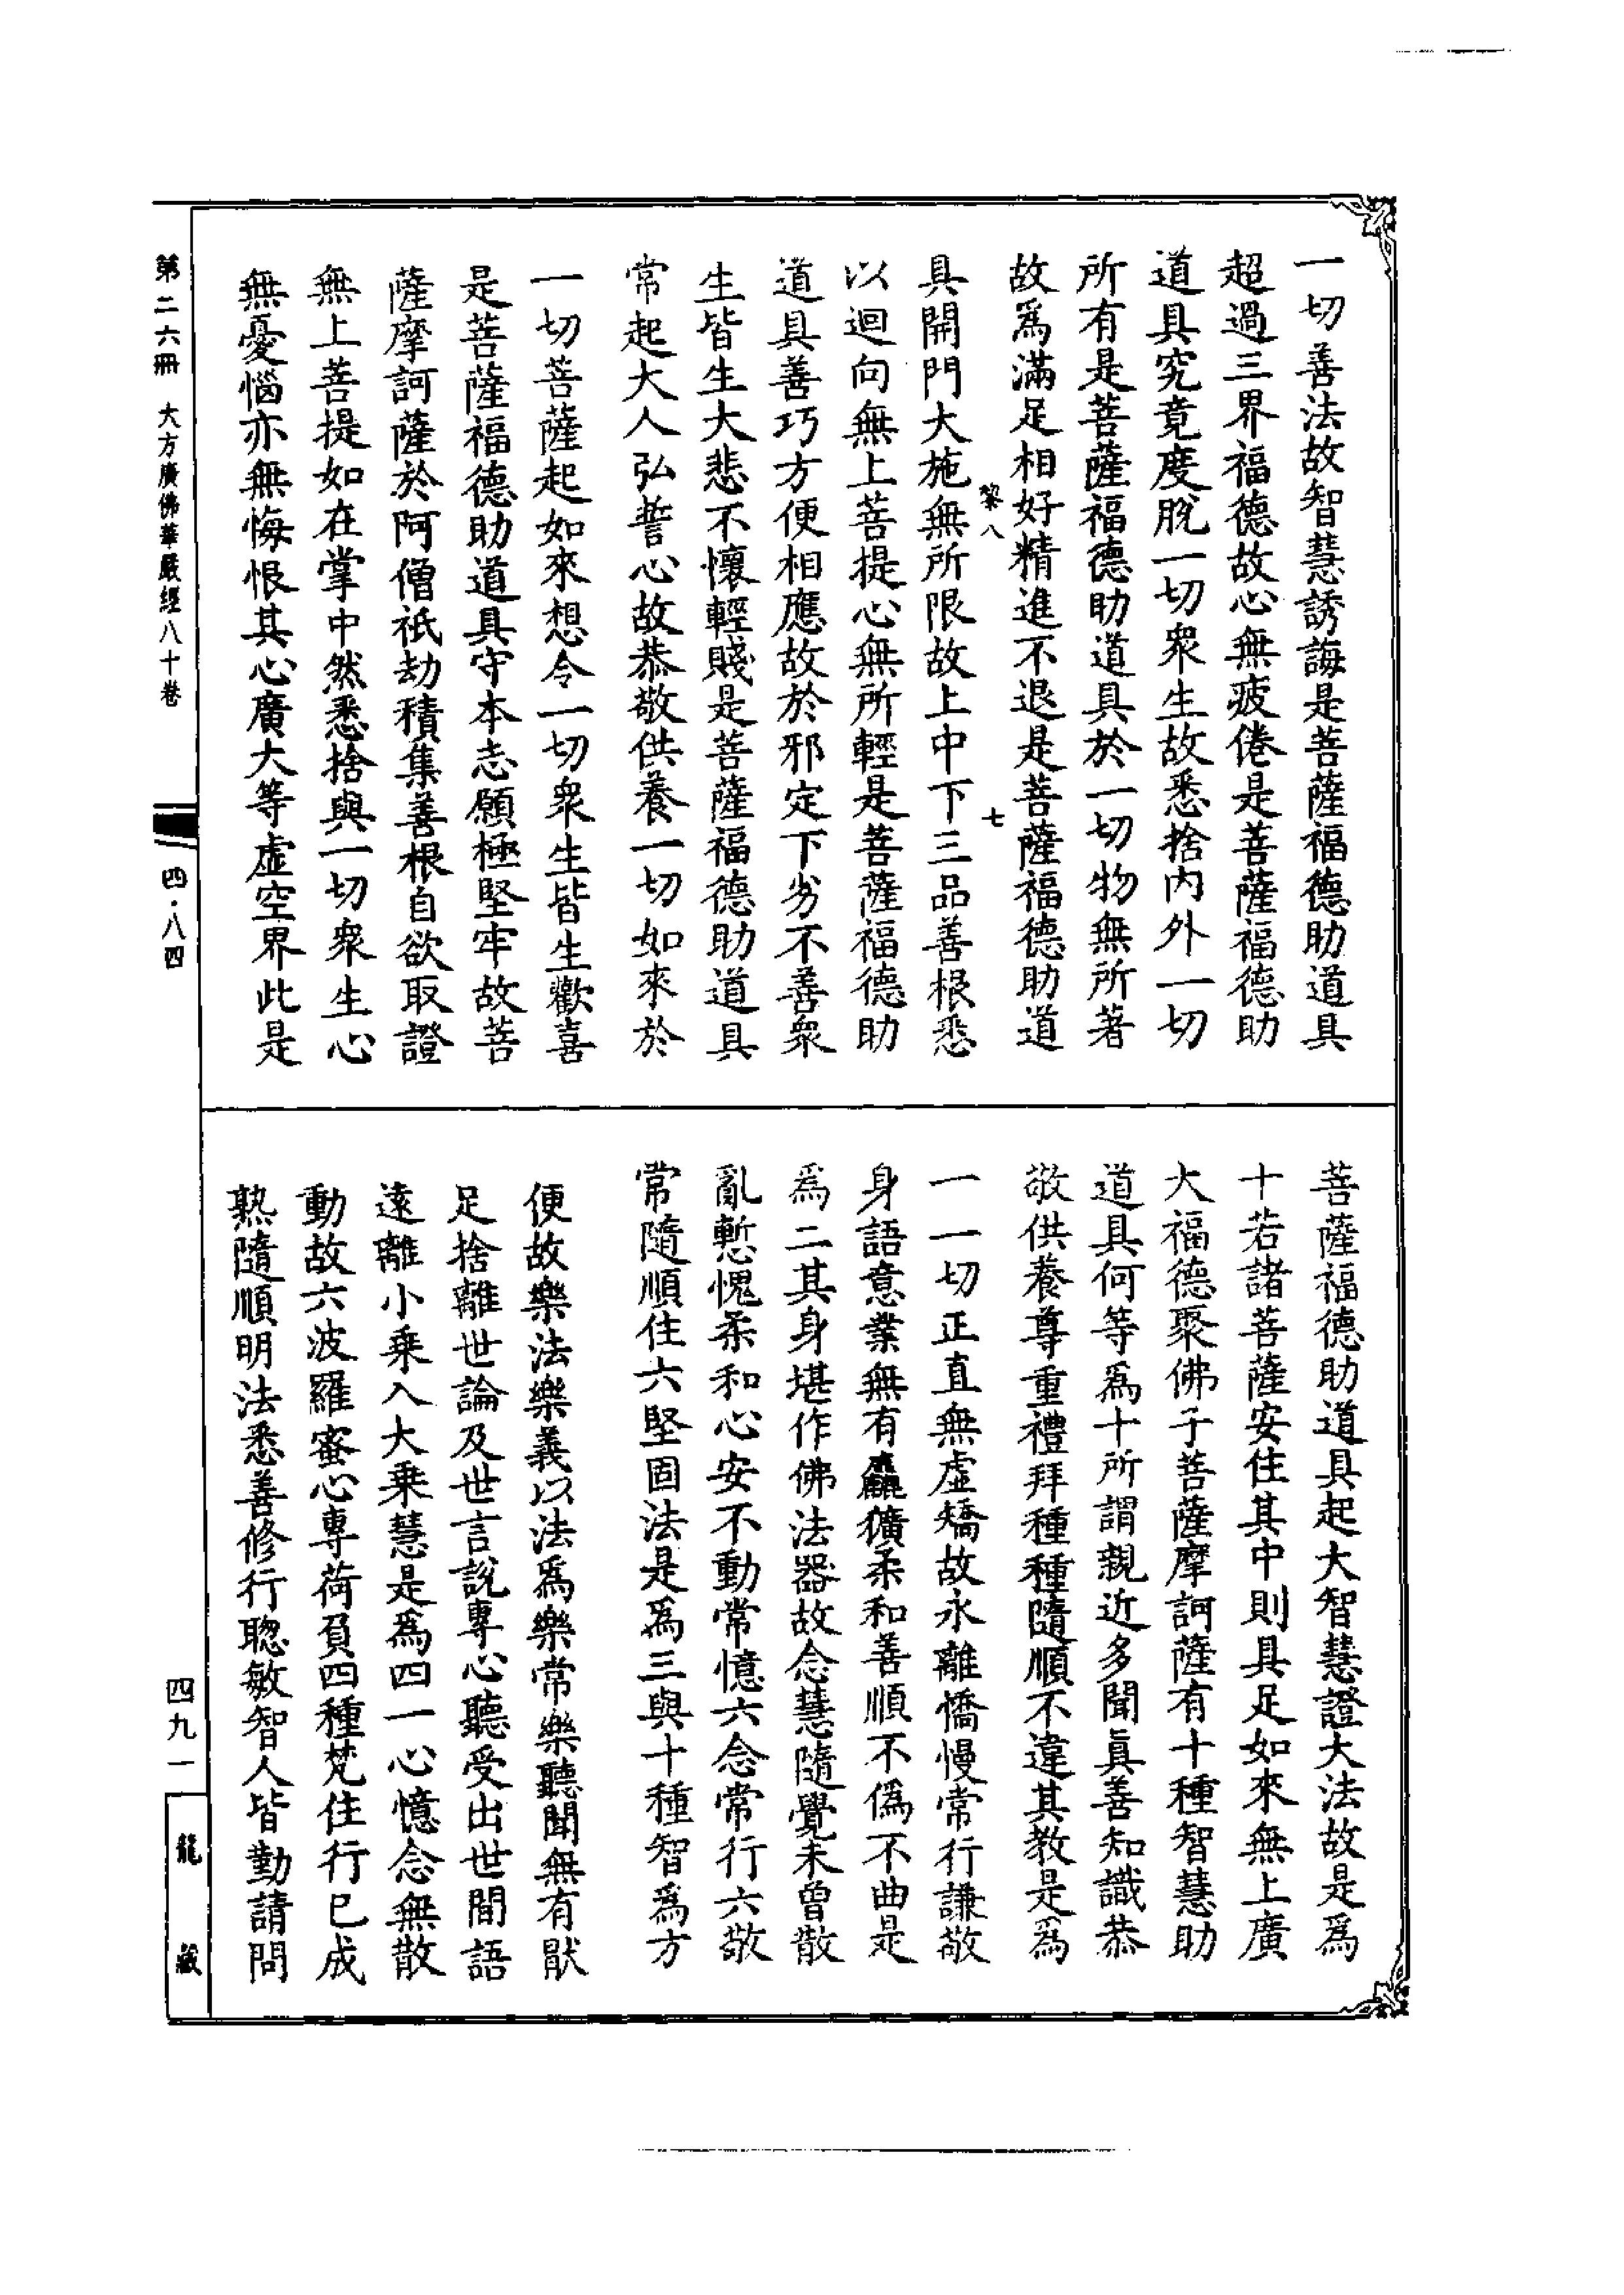 一切善法故智慧誘誨是菩薩福德助道具
超過三界福德故心無疲倦是菩薩福德助
道具究竟度脫一切衆生故悉捨內外一切
所有是菩薩福德助道具於一切物無所著
故爲滿足相好精進不退是菩薩福德助道
黎八 七
具開門大施無所限故上中下三品善根悉
以迴向無上菩提心無所輕是菩薩福德助
道具善巧方便相應故於邪定下劣不善衆
生皆生大悲不懷輕賤是菩薩福德助道具
常起大人弘誓心故恭敬供養一切如來於
一切菩薩起如來想令一切衆生皆生歡喜
是菩薩福德助道具守本志願極堅牢故菩
薩摩訶薩於阿僧祇劫積集善根自欲取證
無上菩提如在掌中然悉捨與一切衆生心
無憂惱亦無悔恨其心廣大等虛空界此是
菩薩福德助道具起大智慧證大法故是爲
十若諸菩薩安住其中則具足如來無上廣
大福德聚佛子菩薩摩訶薩有十種智慧助
道具何等爲十所謂親近多聞眞善知識恭
敬供養尊重禮拜種種隨順不違其教是爲
一一切正直無虛矯故永離憍慢常行謙敬
身語意業無有麤獷柔和善順不僞不曲是
爲二其身堪作佛法器故念慧隨覺未曾散
亂慙愧柔和心安不動常憶六念常行六敬
常隨順住六堅固法是爲三與十種智爲方
便故樂法樂義以法爲樂常樂聽聞無有厭
足捨離世論及世言說專心聽受出世間語
遠離小乘入大乘慧是爲四一心憶念無散
動故六波羅蜜心專荷負四種梵住行已成
熟隨順明法悉善修行聰敏智人皆勤請問
第二六冊 大方廣佛華嚴經八十卷
四·八四
四九一
龍藏